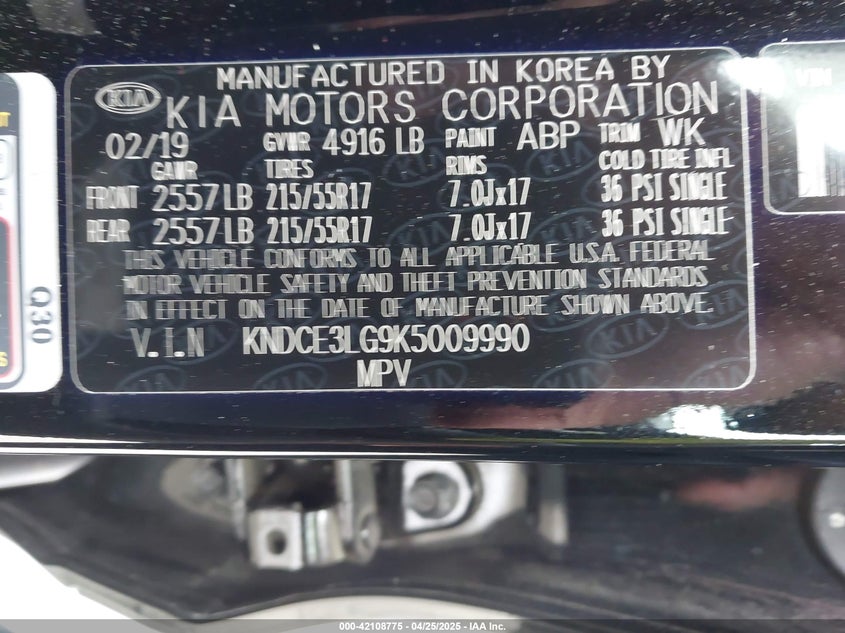 MANUFACTURED IN KOREA BY
KIA KIA MOTORS CORPORATION
02/19 GVWR 4916 LB PAINT ABP TRIM WK
GAWR TIRES RIMS COLD TIRE INFL
FRONT 2557 LB 215/55R17 7.0Jx17 36 PSI SINGLE
REAR 2557 LB 215/55R17 7.0Jx17 36 PSI SINGLE
THIS VEHICLE CONFORMS TO ALL APPLICABLE U.S.A. FEDERAL
MOTOR VEHICLE SAFETY AND THEFT PREVENTION STANDARDS
IN EFFECT ON THE DATE OF MANUFACTURE SHOWN ABOVE.
V.I.N KNDCE3LG9K5009990
MPV
Q30
VIN
000-42108775 - 04/25/2025 - IAA Inc.